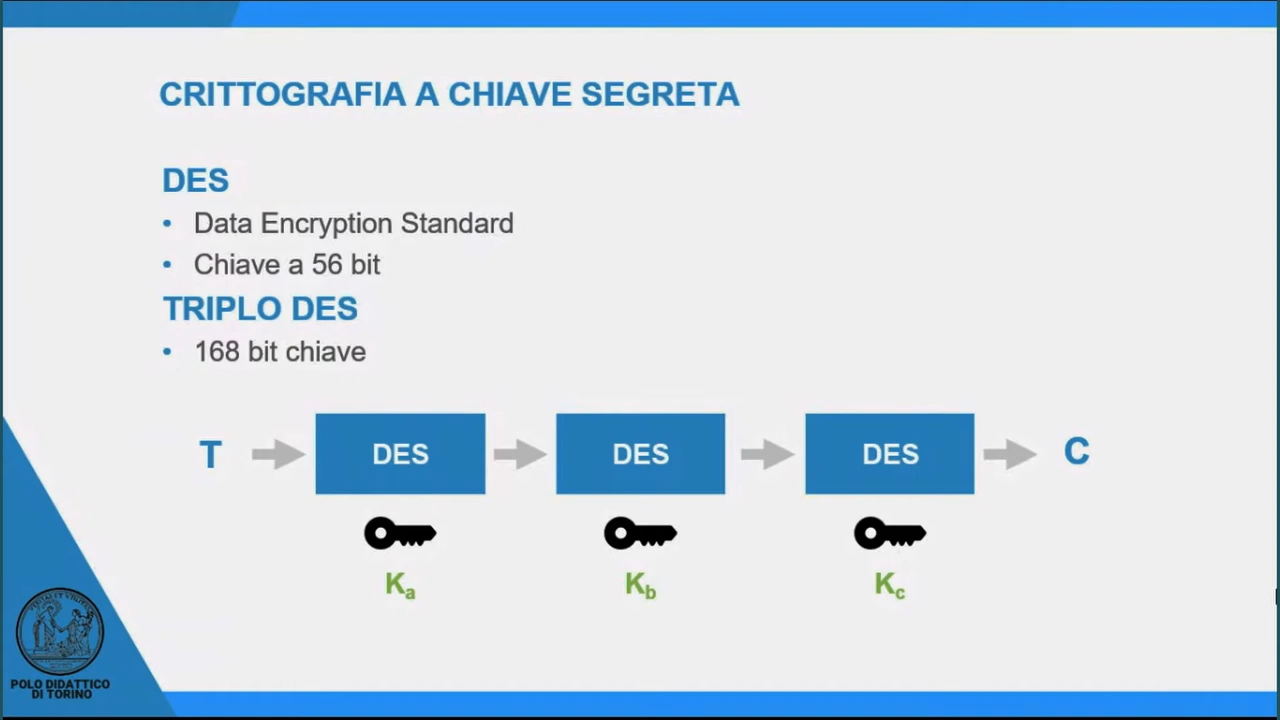 CRITTOGRAFIA A CHIAVE SEGRETA
DES
• Data Encryption Standard
• Chiave a 56 bit
TRIPLO DES
• 168 bit chiave
T DES DES DES C
Ka Kb Kc
POLO DIDATTICO
DI TORINO